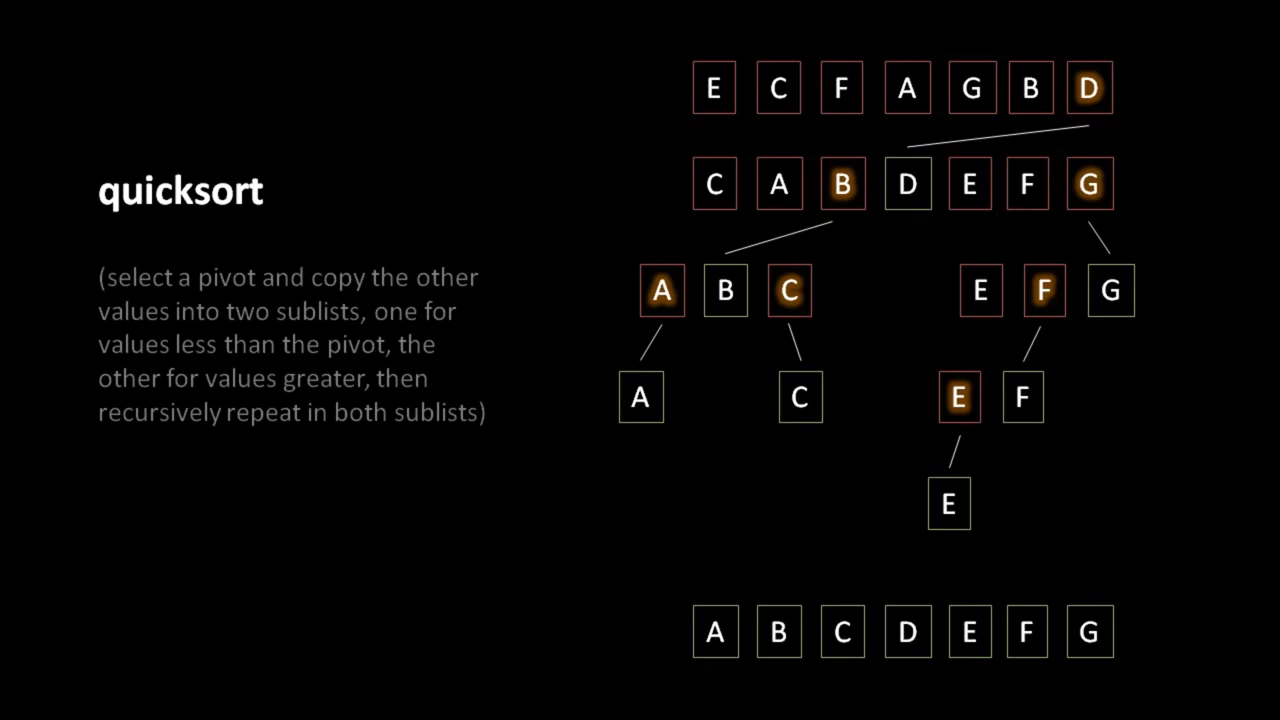 quicksort
(select a pivot and copy the other
values into two sublists, one for
values less than the pivot, the
other for values greater, then
recursively repeat in both sublists)
E C F A G B D
C A B D E F G
A B C E F G
A C E F
E
A B C D E F G